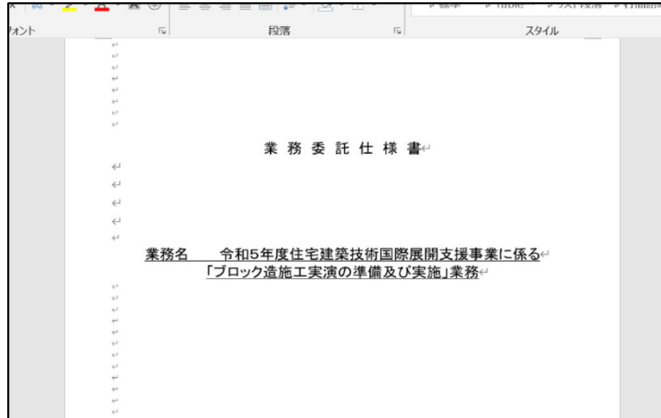 フォント 段落 スタイル
業 務 委 託 仕 様 書
業務名　　令和5年度住宅建築技術国際展開支援事業に係る
「ブロック造施工実演の準備及び実施」業務